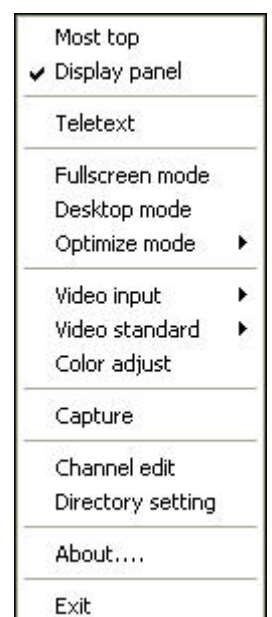 Most top
Display panel
Teletext
Fullscreen mode
Desktop mode
Optimize mode
Video input
Video standard
Color adjust
Capture
Channel edit
Directory setting
About....
Exit